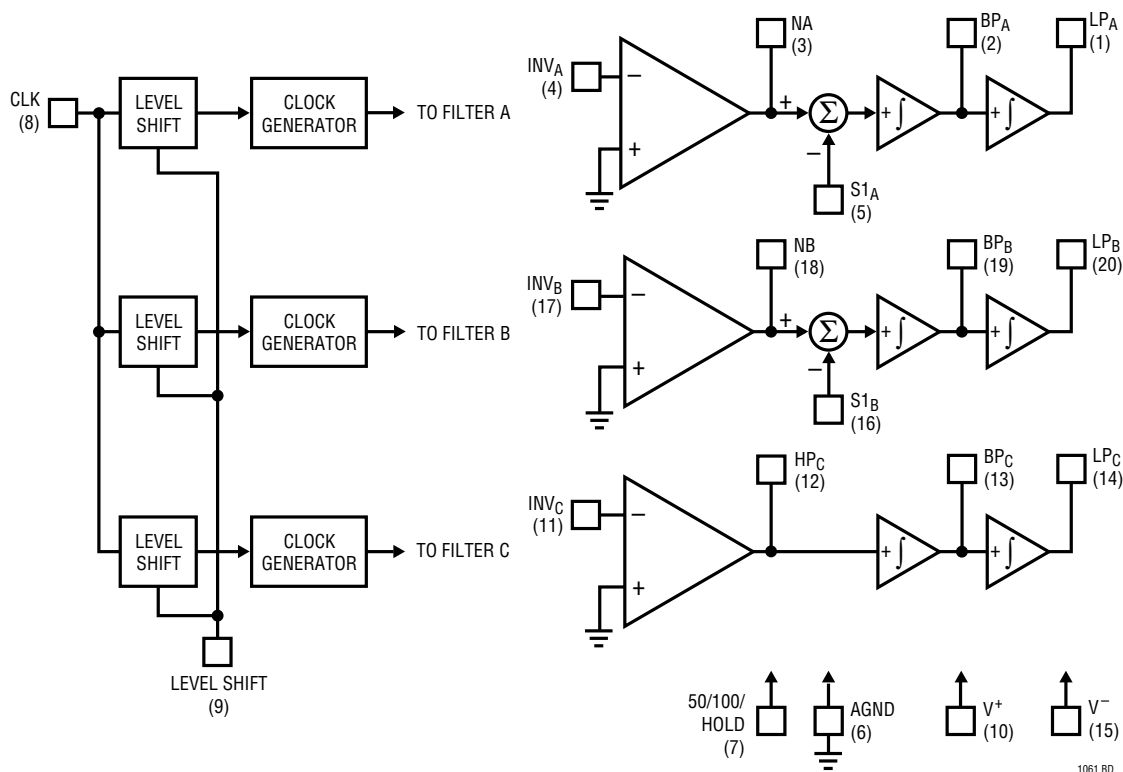 CLK
(8)
LEVEL
SHIFT
CLOCK
GENERATOR
TO FILTER A
LEVEL
SHIFT
CLOCK
GENERATOR
TO FILTER B
LEVEL
SHIFT
CLOCK
GENERATOR
TO FILTER C
LEVEL SHIFT
(9)
INVA
(4)
−
+
NA
(3)
+
Σ
−
S1A
(5)
+ ∫
BPA
(2)
+ ∫
LPA
(1)
INVB
(17)
−
+
NB
(18)
+
Σ
−
S1B
(16)
+ ∫
BPB
(19)
+ ∫
LPB
(20)
INVC
(11)
−
+
HPC
(12)
+ ∫
BPC
(13)
+ ∫
LPC
(14)
50/100/
HOLD
(7)
AGND
(6)
V+
(10)
V−
(15)
1061 BD